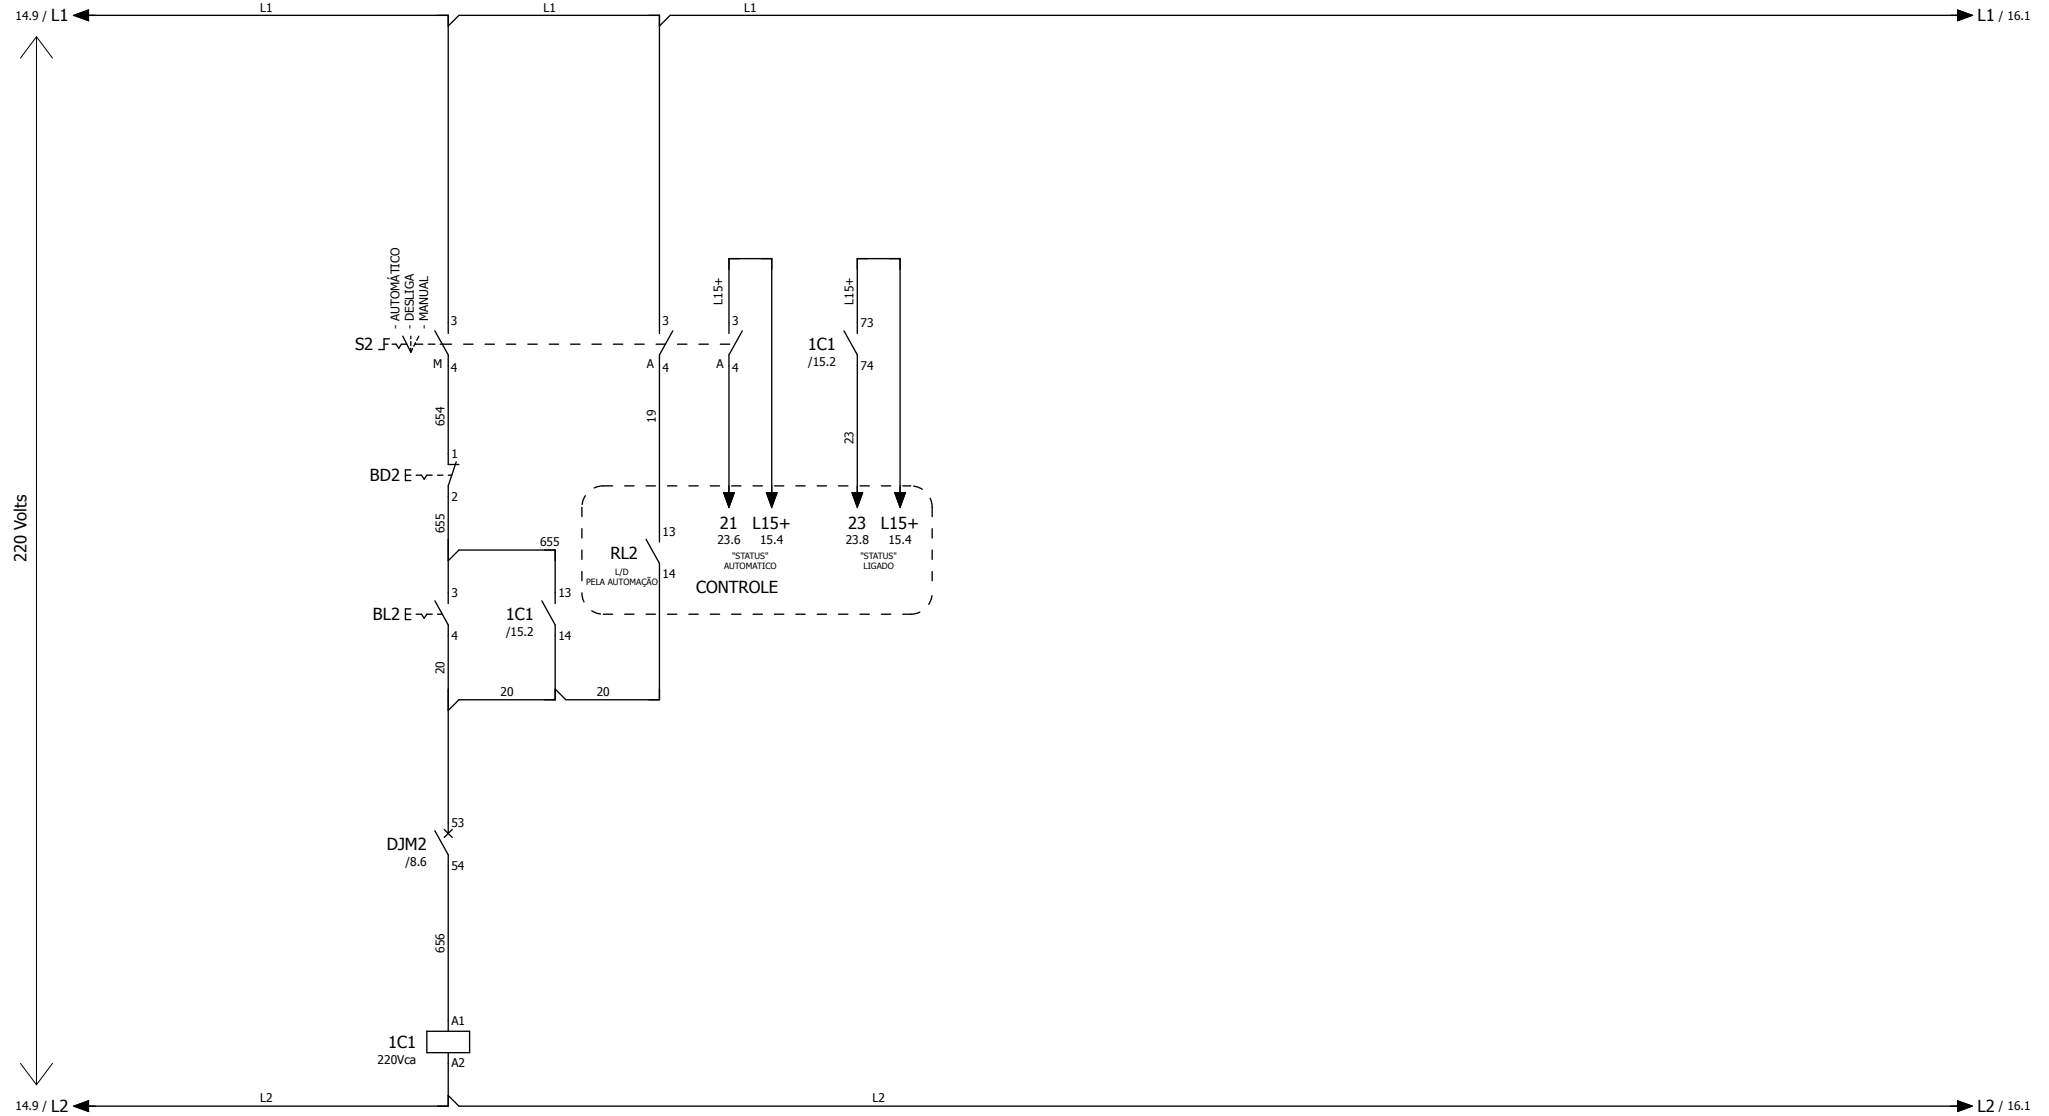 14.9 / L1
L1
L1
L1
L1 / 16.1
220 Volts
- AUTOMÁTICO
- DESLIGA
- MANUAL
S2
3
M
4
3
A
4
L15+
3
A
4
L15+
1C1
/15.2
73
74
654
19
23
BD2
1
2
655
655
21
23.6
L15+
15.4
"STATUS"
AUTOMATICO
23
23.8
L15+
15.4
"STATUS"
LIGADO
RL2
L/D
PELA AUTOMAÇÃO
13
14
CONTROLE
BL2
3
4
1C1
/15.2
13
14
20
20
20
DJM2
/8.6
53
54
656
1C1
220Vca
A1
A2
14.9 / L2
L2
L2
L2 / 16.1